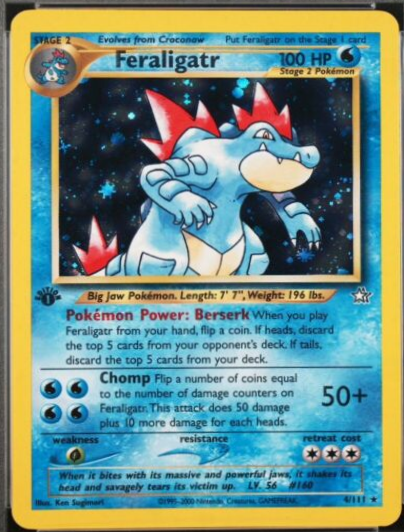 STAGE 2 Evolves from Croconaw Put Feraligatr on the Stage 1 card
Feraligatr 100 HP
Stage 2 Pokémon
Big Jaw Pokémon. Length: 7' 7", Weight: 196 lbs.
Pokémon Power: Berserk When you play
Feraligatr from your hand, flip a coin. If heads, discard
the top 5 cards from your opponent's deck. If tails,
discard the top 5 cards from your deck.
Chomp Flip a number of coins equal
to the number of damage counters on
Feraligatr. This attack does 50 damage
plus 10 more damage for each heads.
50+
weakness resistance retreat cost
When it bites with its massive and powerful jaws, it shakes its
head and savagely tears its victim up. LV. 56 #160
Illus. Ken Sugimori ©1995-2000 Nintendo, Creatures, GAMEFREAK. 4/111